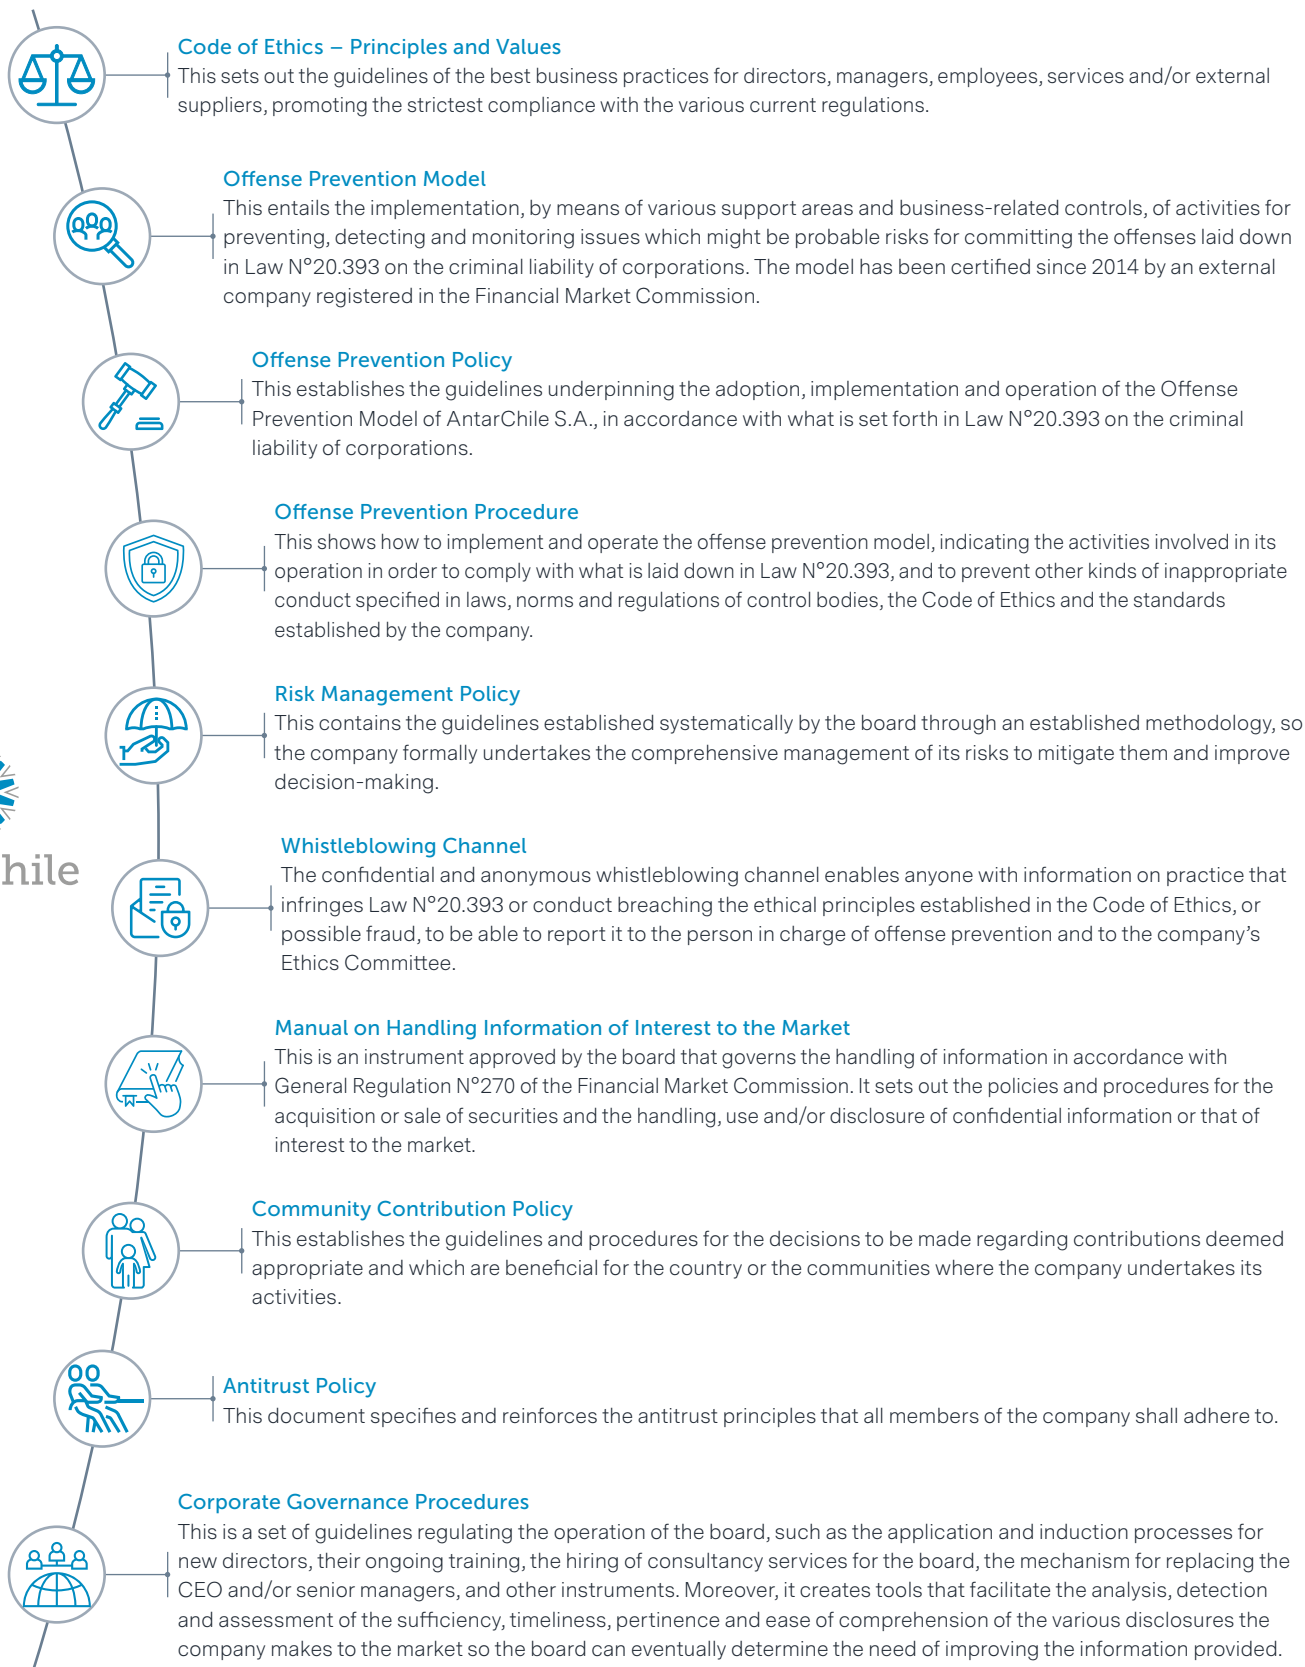 Code of Ethics – Principles and Values
This sets out the guidelines of the best business practices for directors, managers, employees, services and/or external
suppliers, promoting the strictest compliance with the various current regulations.
Offense Prevention Model
This entails the implementation, by means of various support areas and business-related controls, of activities for
preventing, detecting and monitoring issues which might be probable risks for committing the offenses laid down
in Law N°20.393 on the criminal liability of corporations. The model has been certified since 2014 by an external
company registered in the Financial Market Commission.
Offense Prevention Policy
This establishes the guidelines underpinning the adoption, implementation and operation of the Offense
Prevention Model of AntarChile S.A., in accordance with what is set forth in Law N°20.393 on the criminal
liability of corporations.
Offense Prevention Procedure
This shows how to implement and operate the offense prevention model, indicating the activities involved in its
operation in order to comply with what is laid down in Law N°20.393, and to prevent other kinds of inappropriate
conduct specified in laws, norms and regulations of control bodies, the Code of Ethics and the standards
established by the company.
Risk Management Policy
This contains the guidelines established systematically by the board through an established methodology, so
the company formally undertakes the comprehensive management of its risks to mitigate them and improve
decision-making.
hile
Whistleblowing Channel
The confidential and anonymous whistleblowing channel enables anyone with information on practice that
infringes Law N°20.393 or conduct breaching the ethical principles established in the Code of Ethics, or
possible fraud, to be able to report it to the person in charge of offense prevention and to the company's
Ethics Committee.
Manual on Handling Information of Interest to the Market
This is an instrument approved by the board that governs the handling of information in accordance with
General Regulation N°270 of the Financial Market Commission. It sets out the policies and procedures for the
acquisition or sale of securities and the handling, use and/or disclosure of confidential information or that of
interest to the market.
Community Contribution Policy
This establishes the guidelines and procedures for the decisions to be made regarding contributions deemed
appropriate and which are beneficial for the country or the communities where the company undertakes its
activities.
Antitrust Policy
This document specifies and reinforces the antitrust principles that all members of the company shall adhere to.
Corporate Governance Procedures
This is a set of guidelines regulating the operation of the board, such as the application and induction processes for
new directors, their ongoing training, the hiring of consultancy services for the board, the mechanism for replacing the
CEO and/or senior managers, and other instruments. Moreover, it creates tools that facilitate the analysis, detection
and assessment of the sufficiency, timeliness, pertinence and ease of comprehension of the various disclosures the
company makes to the market so the board can eventually determine the need of improving the information provided.